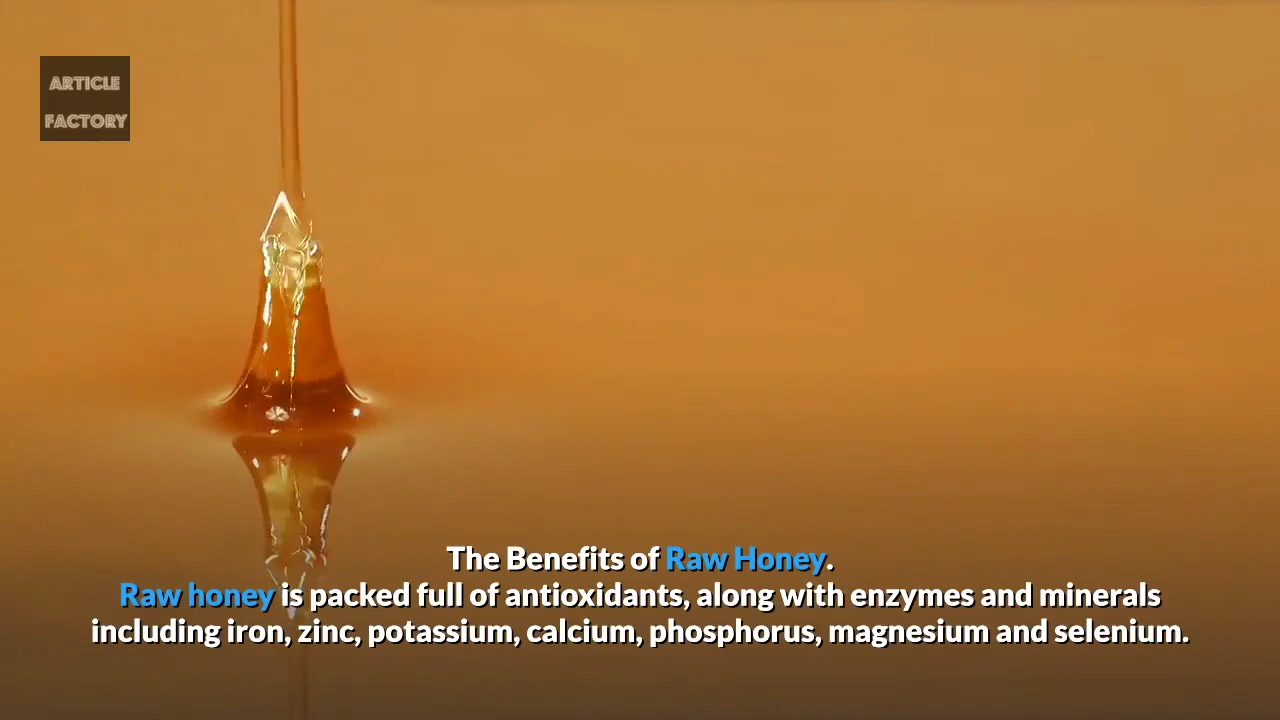 ARTICLE
FACTORY
The Benefits of Raw Honey.
Raw honey is packed full of antioxidants, along with enzymes and minerals
including iron, zinc, potassium, calcium, phosphorus, magnesium and selenium.